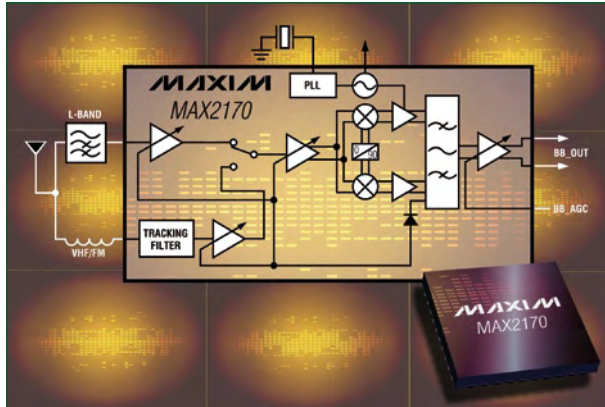 MAXIM
MAX2170
PLL
L-BAND
BB_OUT
TRACKING
FILTER
BB_AGC
VHF/FM
MAXIM
MAX2170